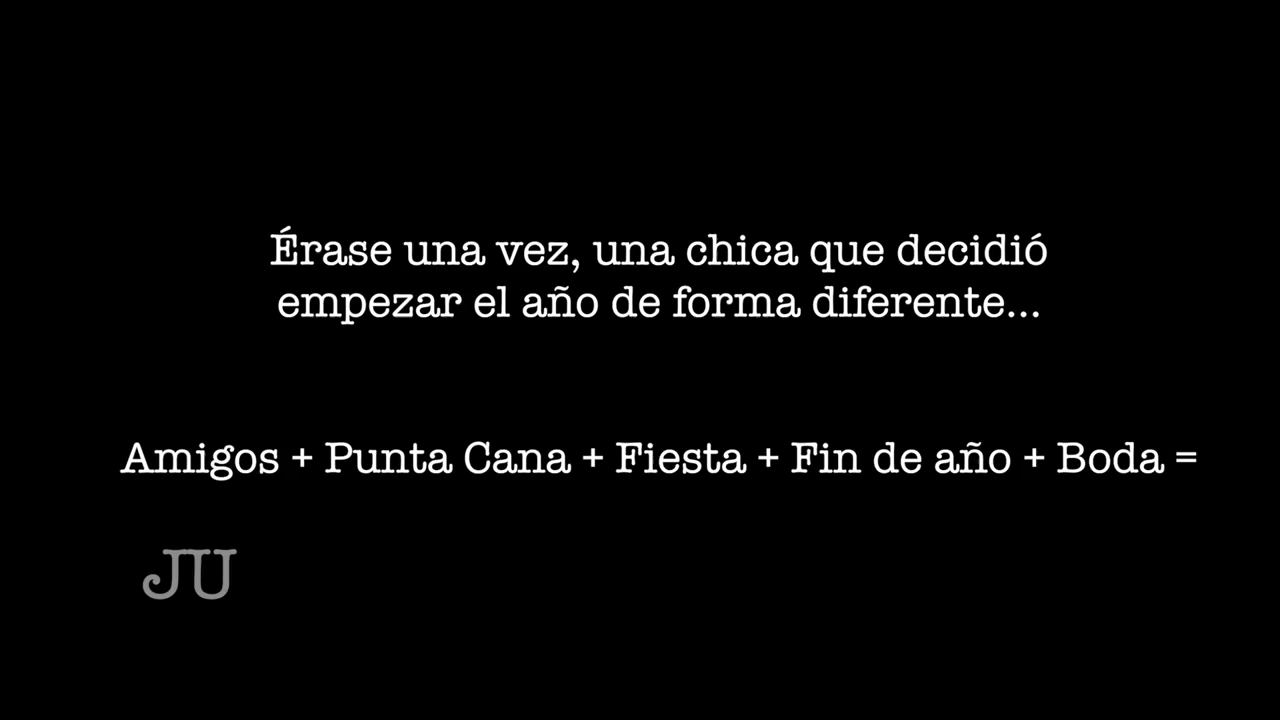 Érase una vez, una chica que decidió
empezar el año de forma diferente...
Amigos + Punta Cana + Fiesta + Fin de año + Boda =
JU